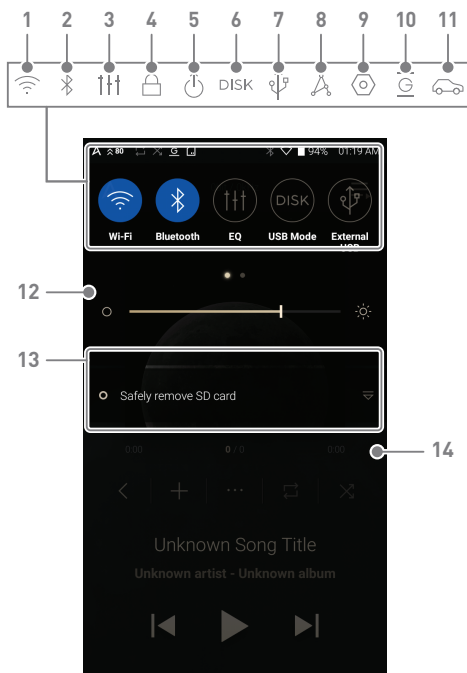 1 2 3 4 5 6 7 8 9 10 11
DISK G
A 80 G 94% 01:19 AM
DISK
Wi-Fi Bluetooth EQ USB Mode External
USB
12
13
Safely remove SD card
0:00 0 / 0 0:00
14
Unknown Song Title
Unknown artist - Unknown album